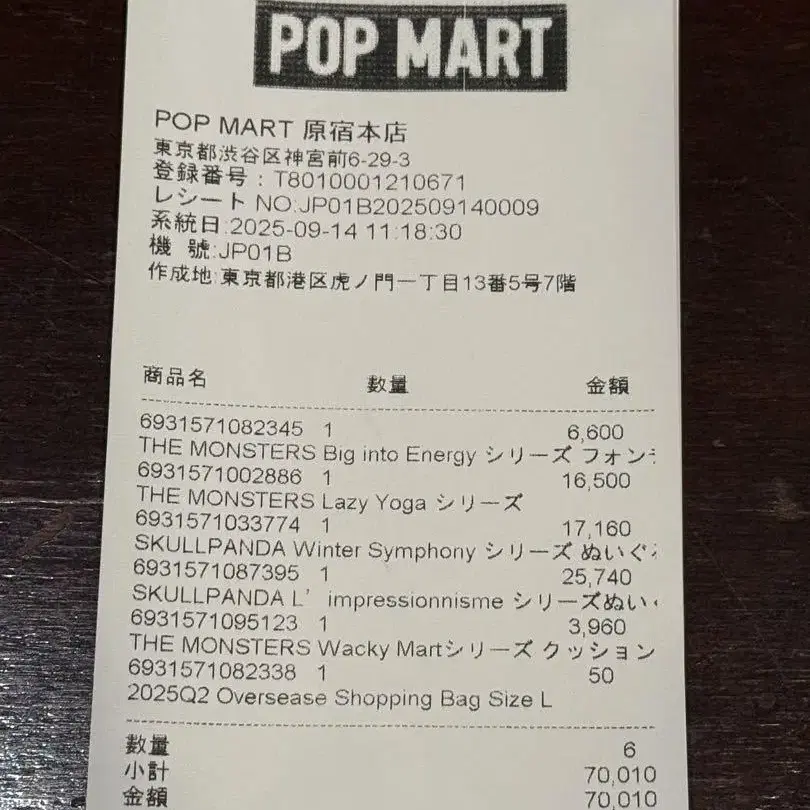 POP MART
POP MART 原宿本店
東京都渋谷区神宮前6-29-3
登録番号：T8010001210671
レシート NO:JP01B202509140009
系統日:2025-09-14 11:18:30
機 號:JP01B
作成地:東京都港区虎ノ門一丁目13番5号7階
商品名 数量 金額
6931571082345 1 6,600
THE MONSTERS Big into Energy シリーズ フォン
6931571002886 1 16,500
THE MONSTERS Lazy Yoga シリーズ
6931571033774 1 17,160
SKULLPANDA Winter Symphony シリーズ ぬいぐ
6931571087395 1 25,740
SKULLPANDA L’impressionnisme シリーズぬい
6931571095123 1 3,960
THE MONSTERS Wacky Martシリーズ クッション
6931571082338 1 50
2025Q2 Oversease Shopping Bag Size L
数量 6
小計 70,010
金額 70,010